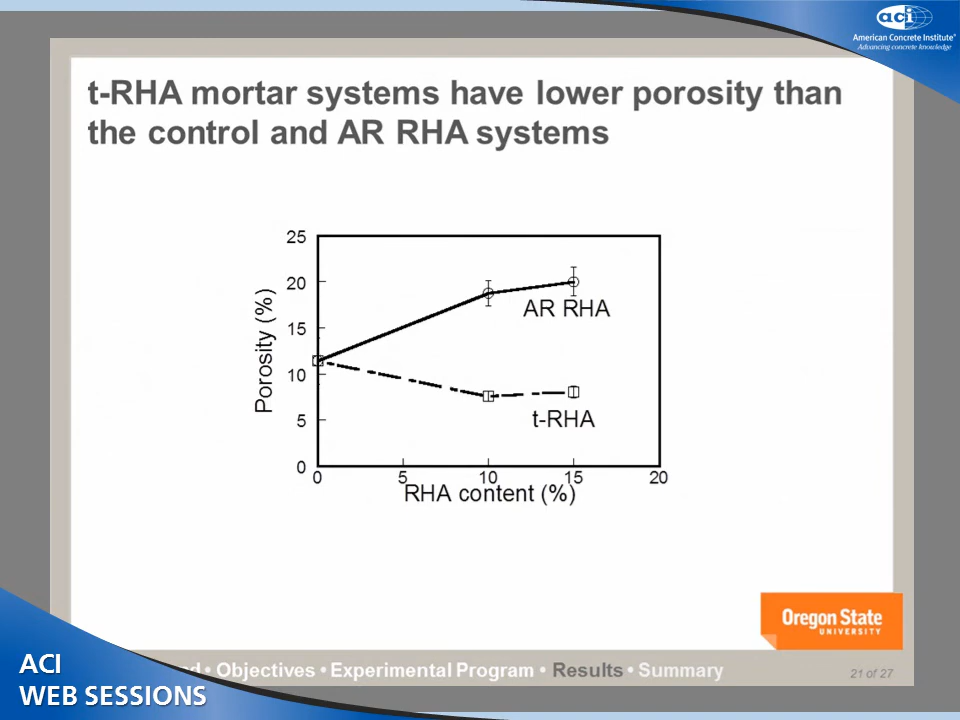 aci
American Concrete Institute®
Advancing concrete knowledge
t-RHA mortar systems have lower porosity than
the control and AR RHA systems
25
20
15
10
5
0
Porosity (%)
AR RHA
t-RHA
0 5 10 15 20
RHA content (%)
Oregon State
UNIVERSITY
• Objectives • Experimental Program • Results • Summary
21 of 27
ACI
WEB SESSIONS